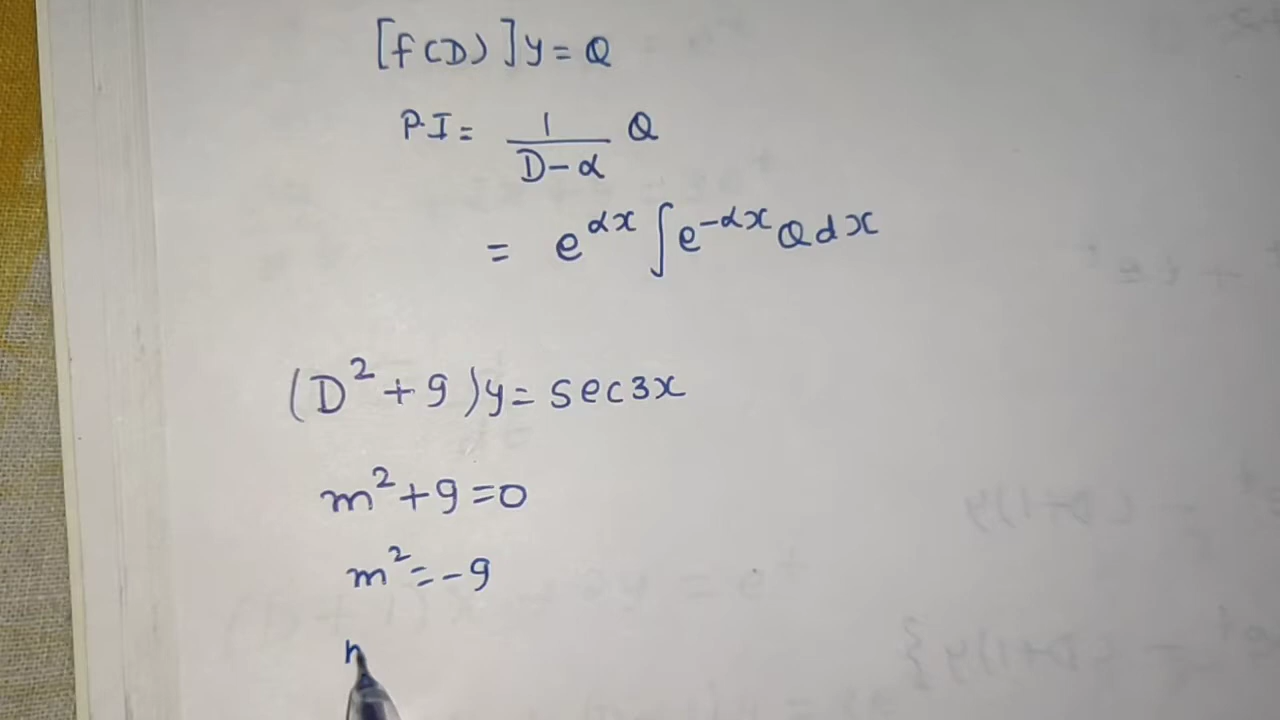 [f(D)]y = Q
P.I = 1/(D-α) Q
= e^{αx} ∫e^{-αx} Q dx
(D² + 9)y = sec3x
m² + 9 = 0
m² = -9